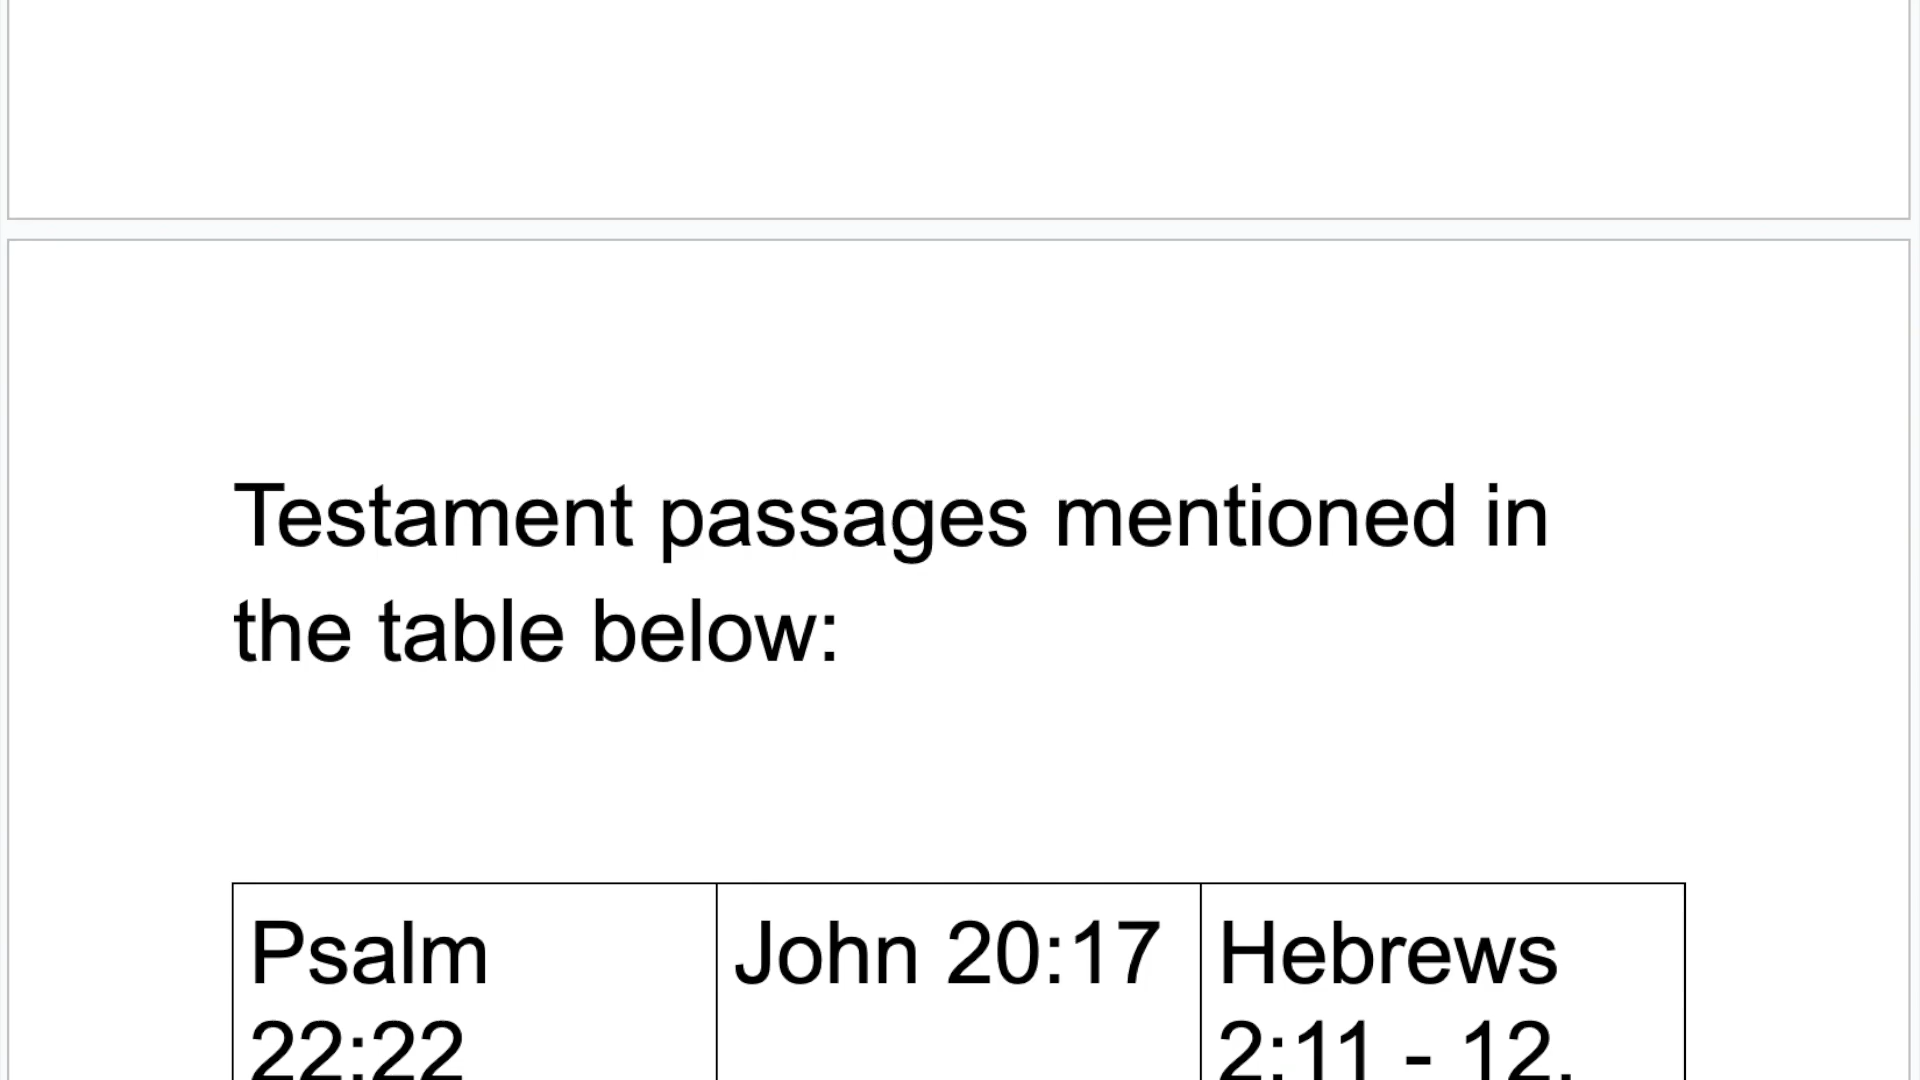 Testament passages mentioned in
the table below:
Psalm
22:22
John 20:17
Hebrews
2:11 - 12,